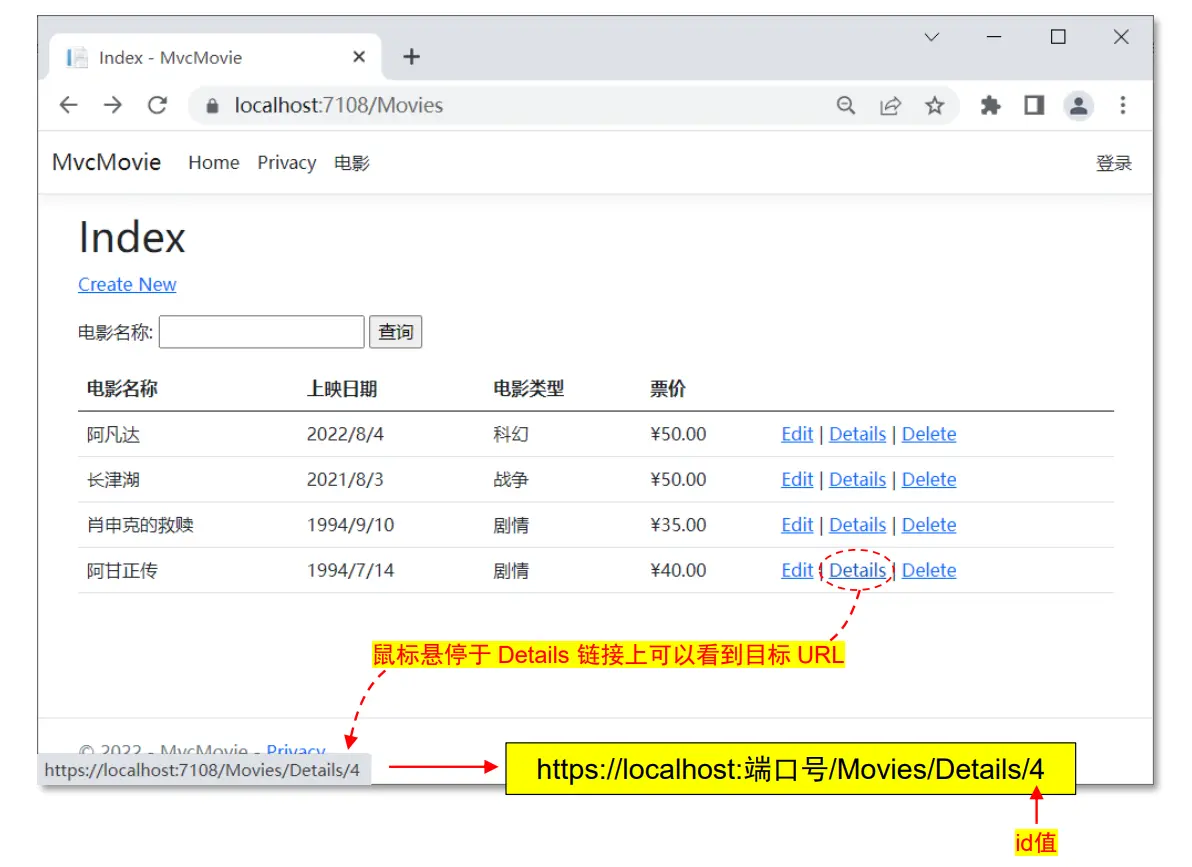 Index - MvcMovie
localhost:7108/Movies
MvcMovie Home Privacy 电影 登录
Index
Create New
电影名称: 查询
电影名称 上映日期 电影类型 票价
阿凡达 2022/8/4 科幻 ¥50.00 Edit | Details | Delete
长津湖 2021/8/3 战争 ¥50.00 Edit | Details | Delete
肖申克的救赎 1994/9/10 剧情 ¥35.00 Edit | Details | Delete
阿甘正传 1994/7/14 剧情 ¥40.00 Edit | Details | Delete
鼠标悬停于 Details 链接上可以看到目标 URL
© 2022 - MvcMovie - Privacy
https://localhost:7108/Movies/Details/4
https://localhost:端口号/Movies/Details/4
id值